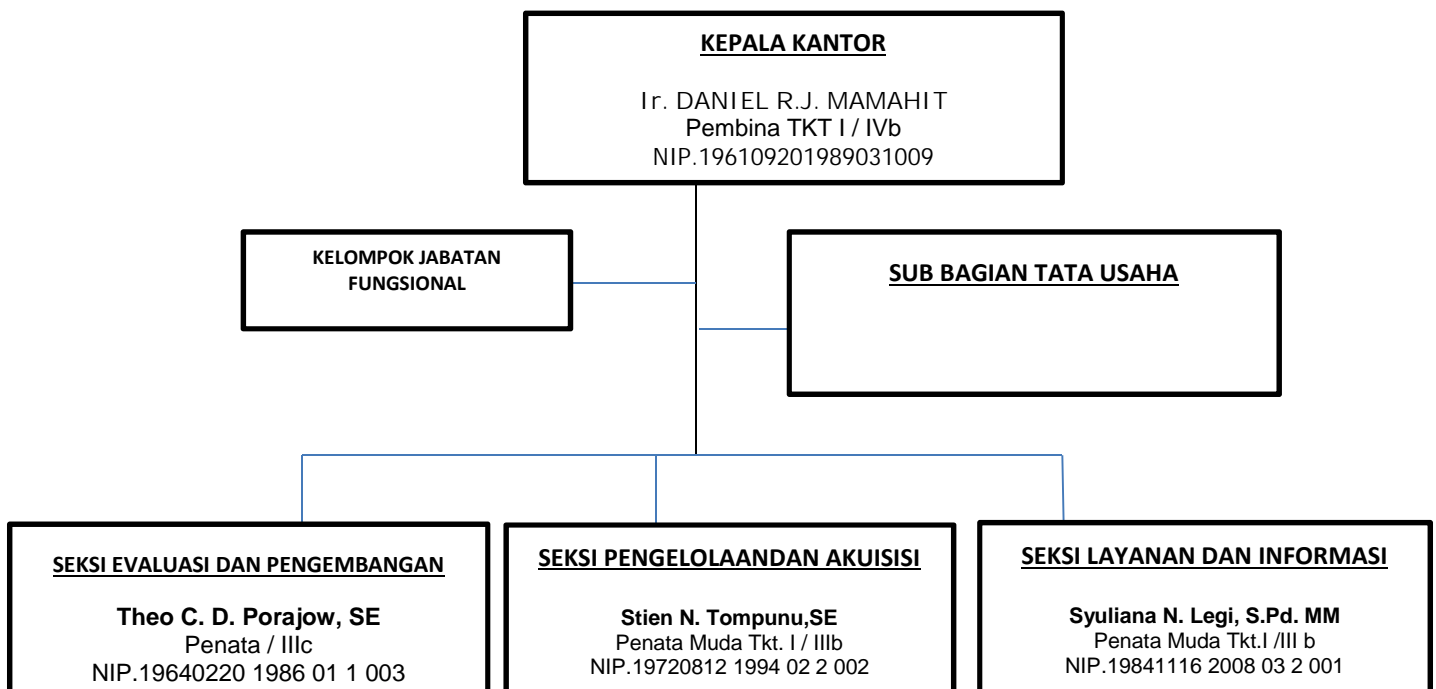 KEPALA KANTOR
Ir. DANIEL R.J. MAMAHIT
Pembina TKT I / IVb
NIP.196109201989031009
KELOMPOK JABATAN
FUNGSIONAL
SUB BAGIAN TATA USAHA
SEKSI EVALUASI DAN PENGEMBANGAN
Theo C. D. Porajow, SE
Penata / IIIc
NIP.19640220 1986 01 1 003
SEKSI PENGELOLAANDAN AKUISISI
Stien N. Tompunu,SE
Penata Muda Tkt. I / IIIb
NIP.19720812 1994 02 2 002
SEKSI LAYANAN DAN INFORMASI
Syuliana N. Legi, S.Pd. MM
Penata Muda Tkt.I /III b
NIP.19841116 2008 03 2 001